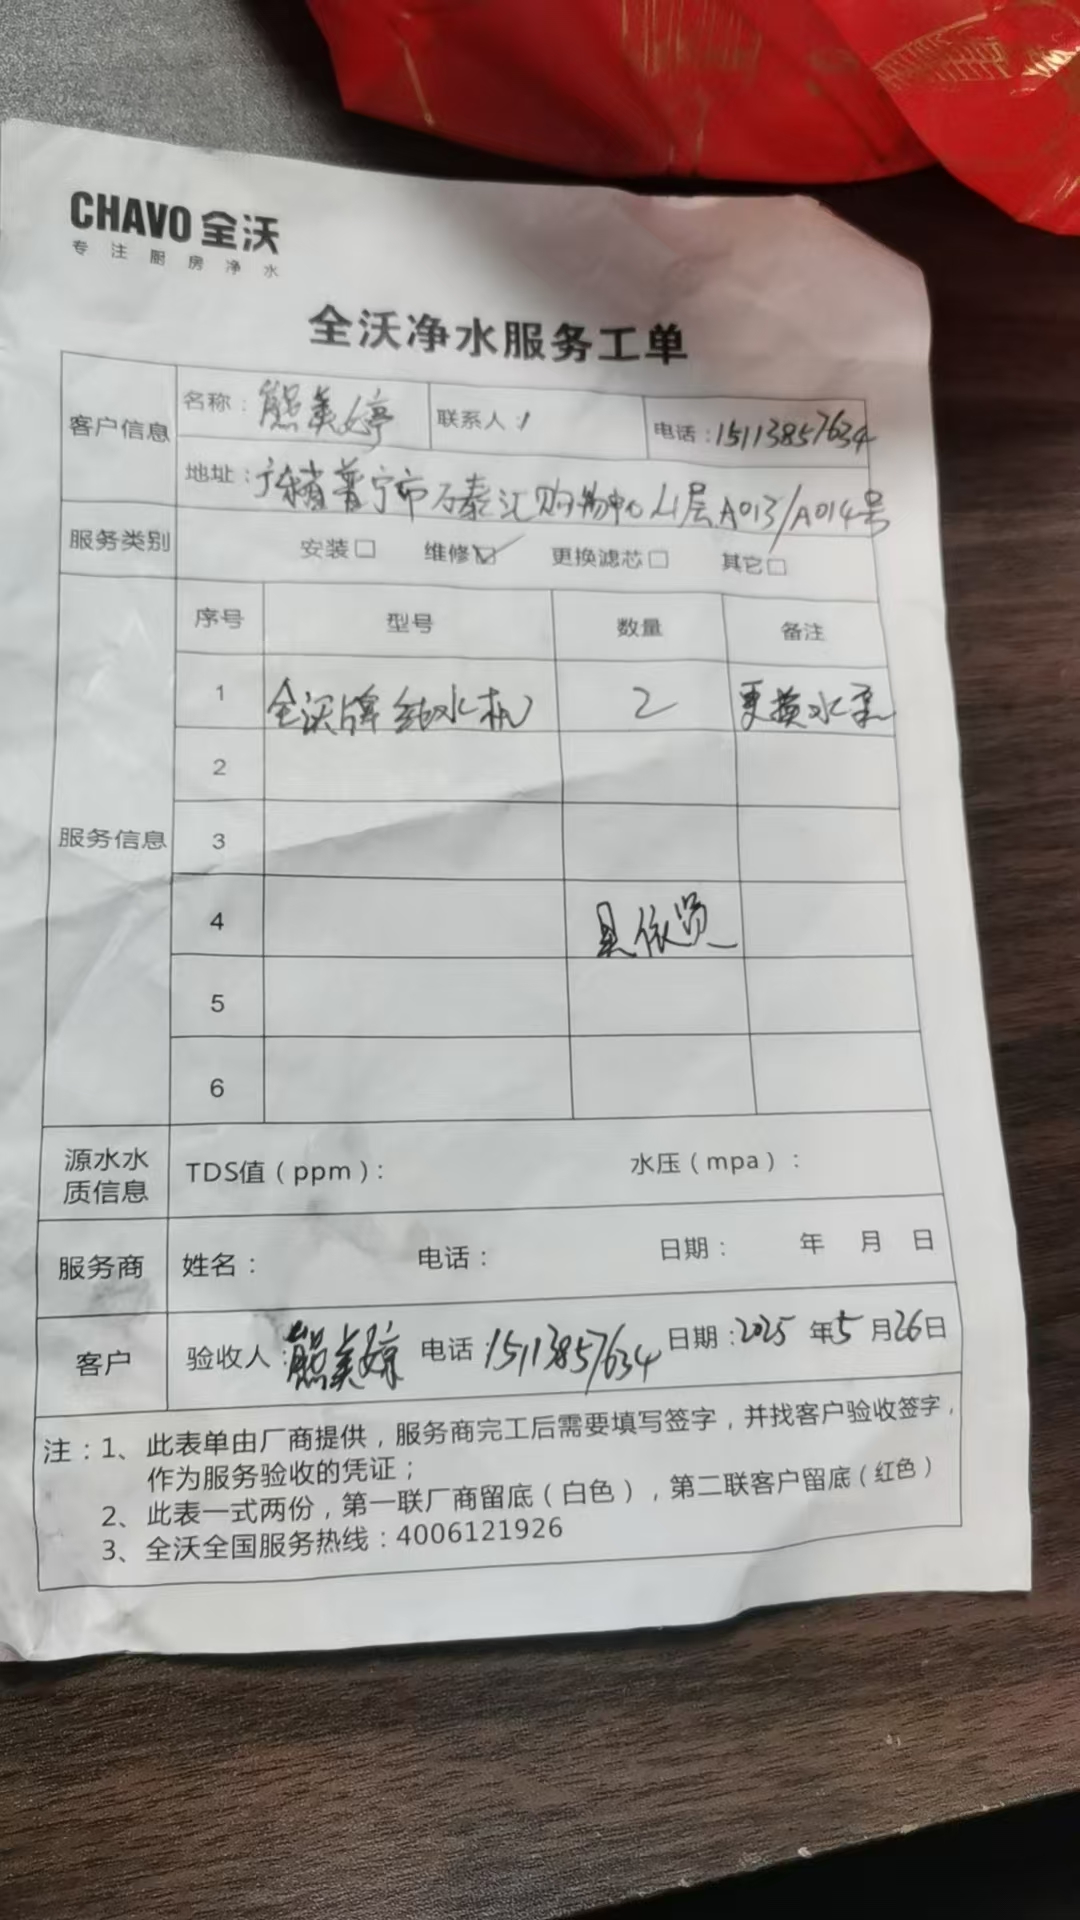 CHAVO 全沃
专注厨房净水
全沃净水服务工单
客户信息 名称：熊美婷 联系人：/ 电话：15113857634
地址：广东省普宁市万泰汇购物中心L1层A013/A014号
服务类别 安装□ 维修☑ 更换滤芯□ 其它□
服务信息 序号 型号 数量 备注
1 全沃牌纯水机 2 更换水泵
2
3
4
5
6
源水水质信息 TDS值（ppm）： 水压（mpa）：
服务商 姓名： 电话： 日期： 年 月 日
客户 验收人：熊美婷 电话：15113857634 日期：2025年5月26日
注：1、此表单由厂商提供，服务商完工后需要填写签字，并找客户验收签字，
作为服务验收的凭证；
2、此表一式两份，第一联厂商留底（白色），第二联客户留底（红色）
3、全沃全国服务热线：4006121926